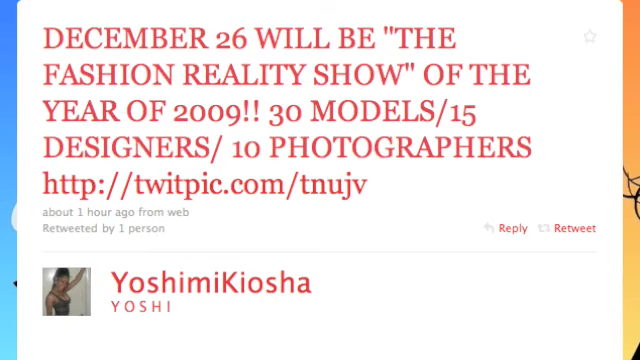 DECEMBER 26 WILL BE "THE
FASHION REALITY SHOW" OF THE
YEAR OF 2009!! 30 MODELS/15
DESIGNERS/ 10 PHOTOGRAPHERS
http://twitpic.com/tnujv
about 1 hour ago from web
Retweeted by 1 person
Reply Retweet
YoshimiKiosha
YOSHI